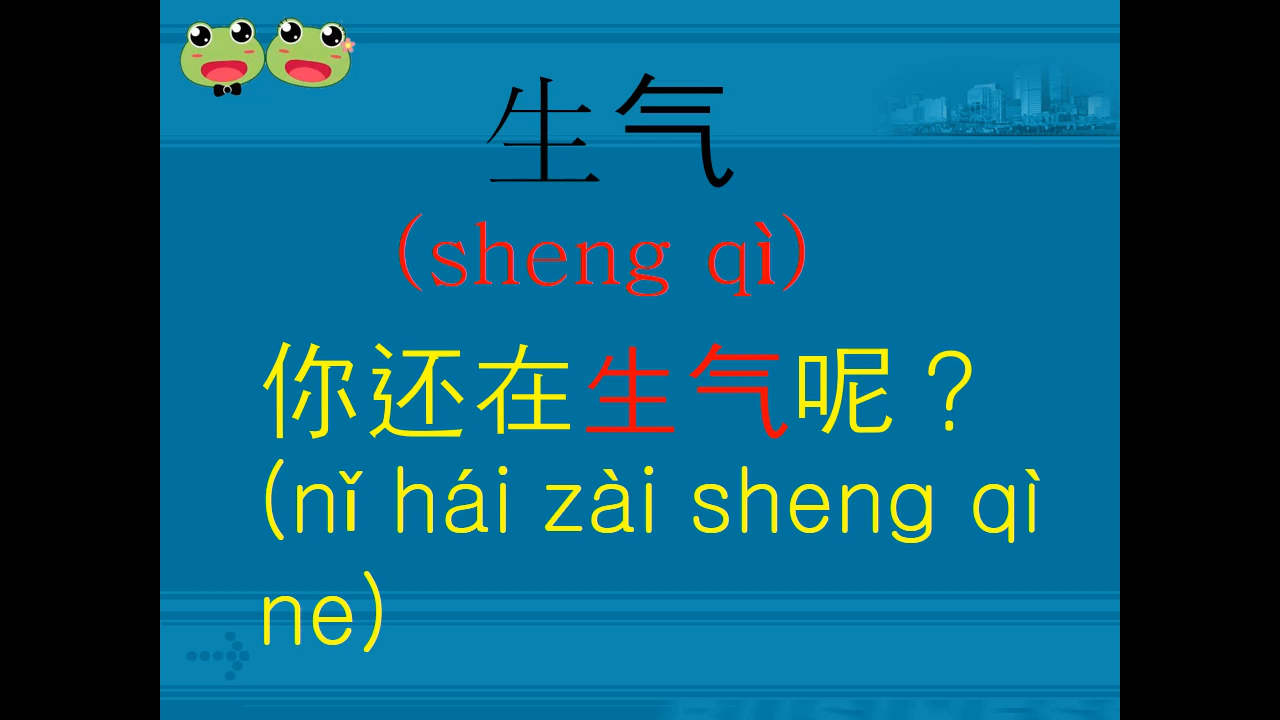 生气
(sheng qì)
你还在生气呢？
(nǐ hái zài sheng qì
ne)